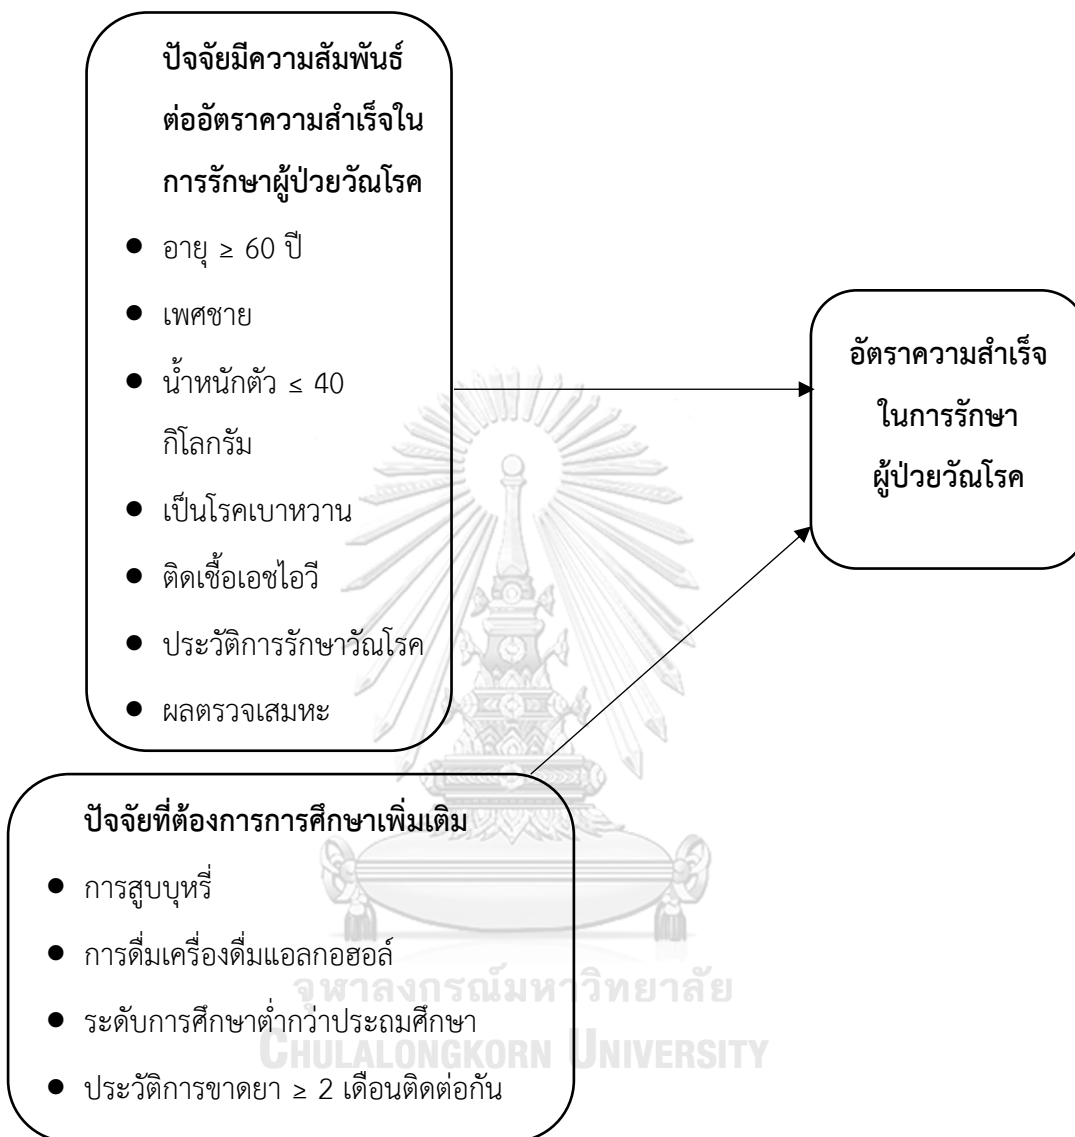 ปัจจัยมีความสัมพันธ์
ต่ออัตราความสำเร็จใน
การรักษาผู้ป่วยวัณโรค
● อายุ ≥ 60 ปี
● เพศชาย
● น้ำหนักตัว ≤ 40
กิโลกรัม
● เป็นโรคเบาหวาน
● ติดเชื้อเอชไอวี
● ประวัติการรักษาวัณโรค
● ผลตรวจเสมหะ
อัตราความสำเร็จ
ในการรักษา
ผู้ป่วยวัณโรค
ปัจจัยที่ต้องการการศึกษาเพิ่มเติม
● การสูบบุหรี่
● การดื่มเครื่องดื่มแอลกอฮอล์
● ระดับการศึกษาต่ำกว่าประถมศึกษา
● ประวัติการขาดยา ≥ 2 เดือนติดต่อกัน
จุฬาลงกรณ์มหาวิทยาลัย
CHULALONGKORN UNIVERSITY